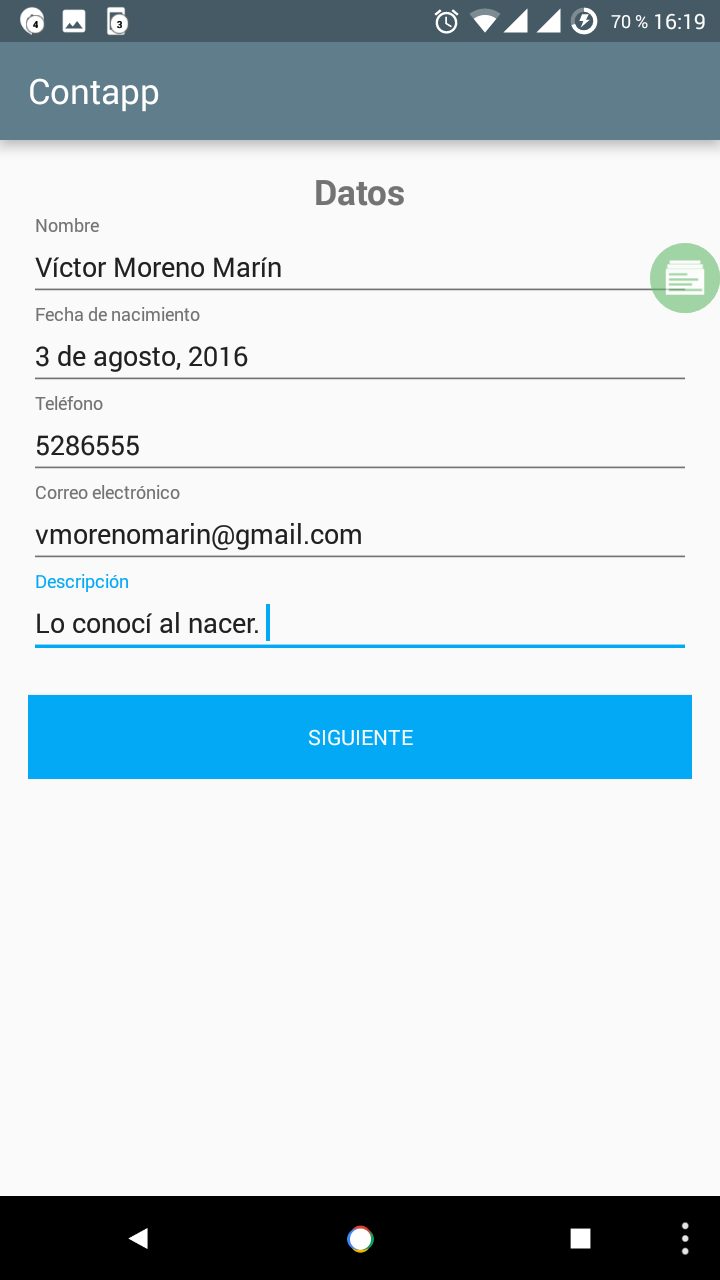 4 3 70 % 16:19
Contapp
Datos
Nombre
Víctor Moreno Marín
Fecha de nacimiento
3 de agosto, 2016
Teléfono
5286555
Correo electrónico
vmorenomarin@gmail.com
Descripción
Lo conocí al nacer.
SIGUIENTE